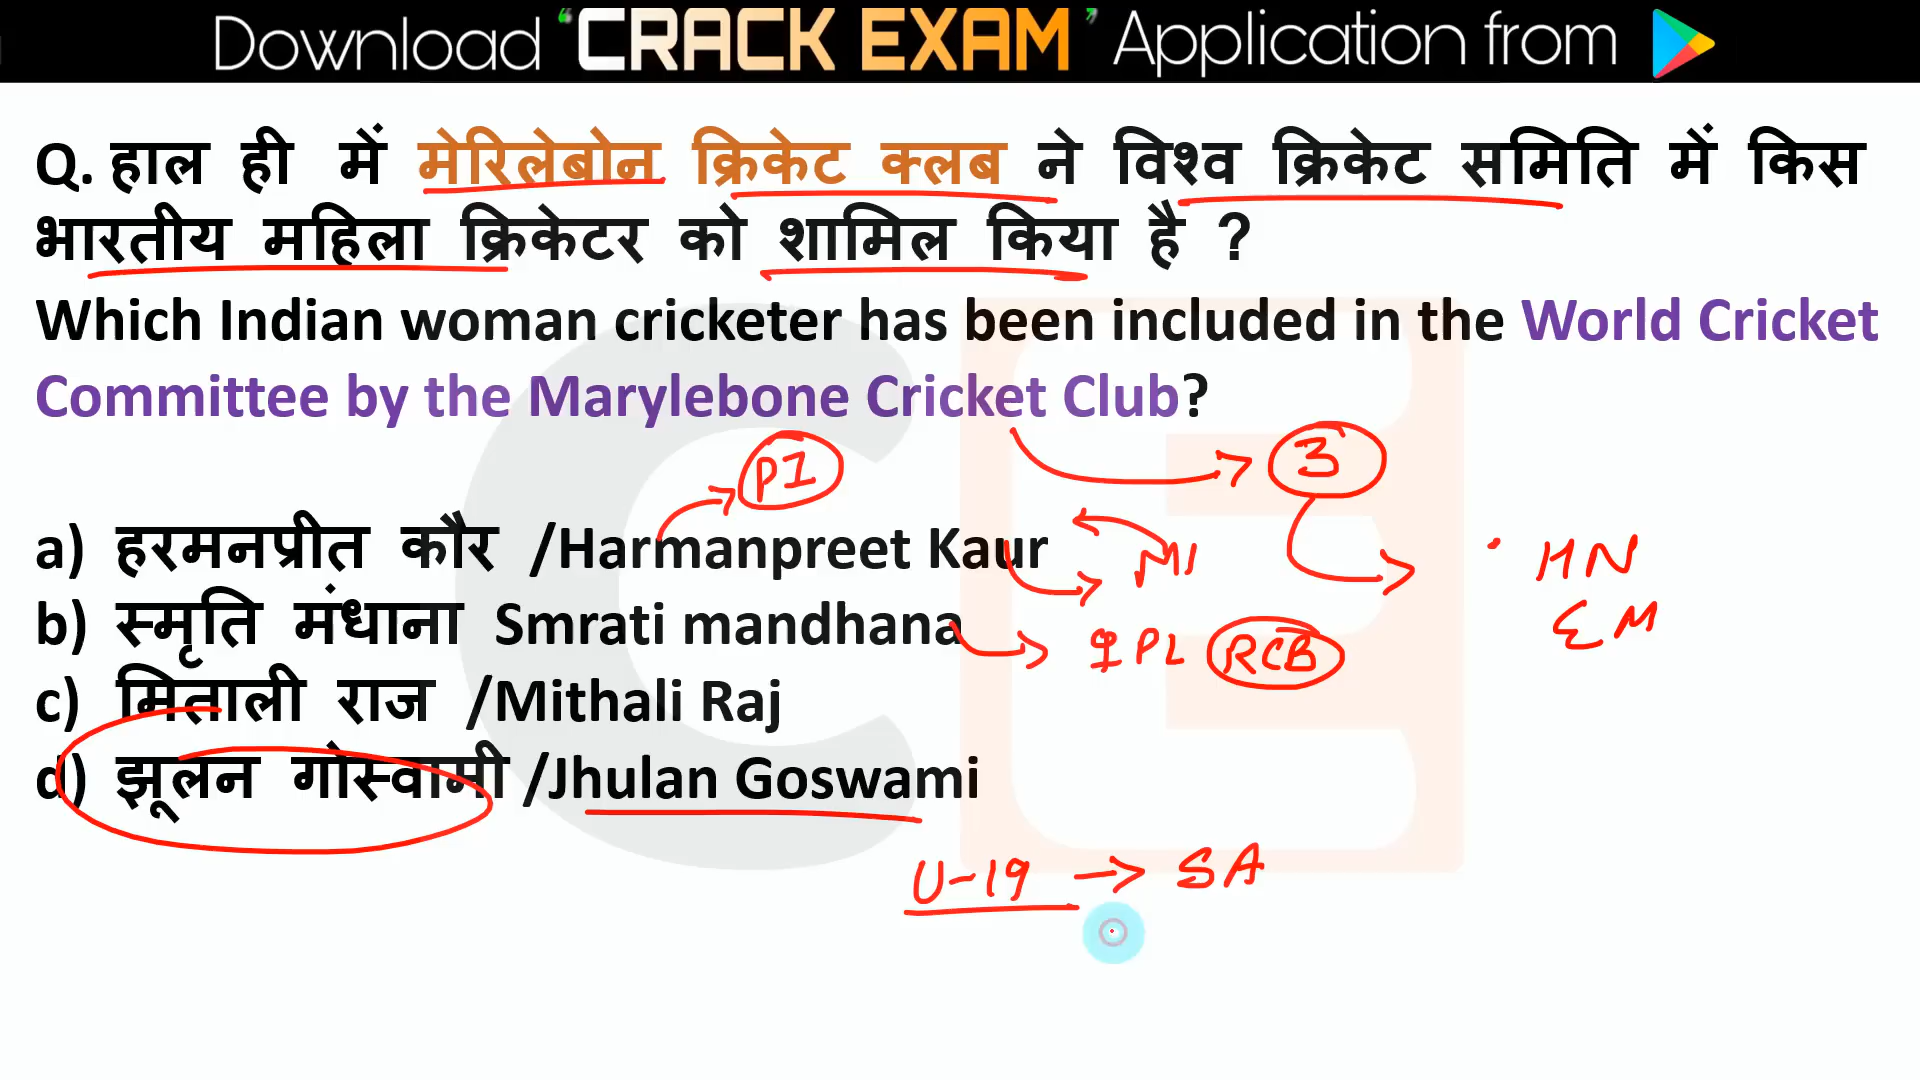 Download "CRACK EXAM" Application from
Q. हाल ही में मेरिलेबोन क्रिकेट क्लब ने विश्व क्रिकेट समिति में किस
भारतीय महिला क्रिकेटर को शामिल किया है ?
Which Indian woman cricketer has been included in the World Cricket
Committee by the Marylebone Cricket Club?
PI
3
a) हरमनप्रीत कौर /Harmanpreet Kaur
MI
HN
EM
b) स्मृति मंधाना Smrati mandhana
IPL RCB
c) मिताली राज /Mithali Raj
d) झूलन गोस्वामी /Jhulan Goswami
U-19 → SA